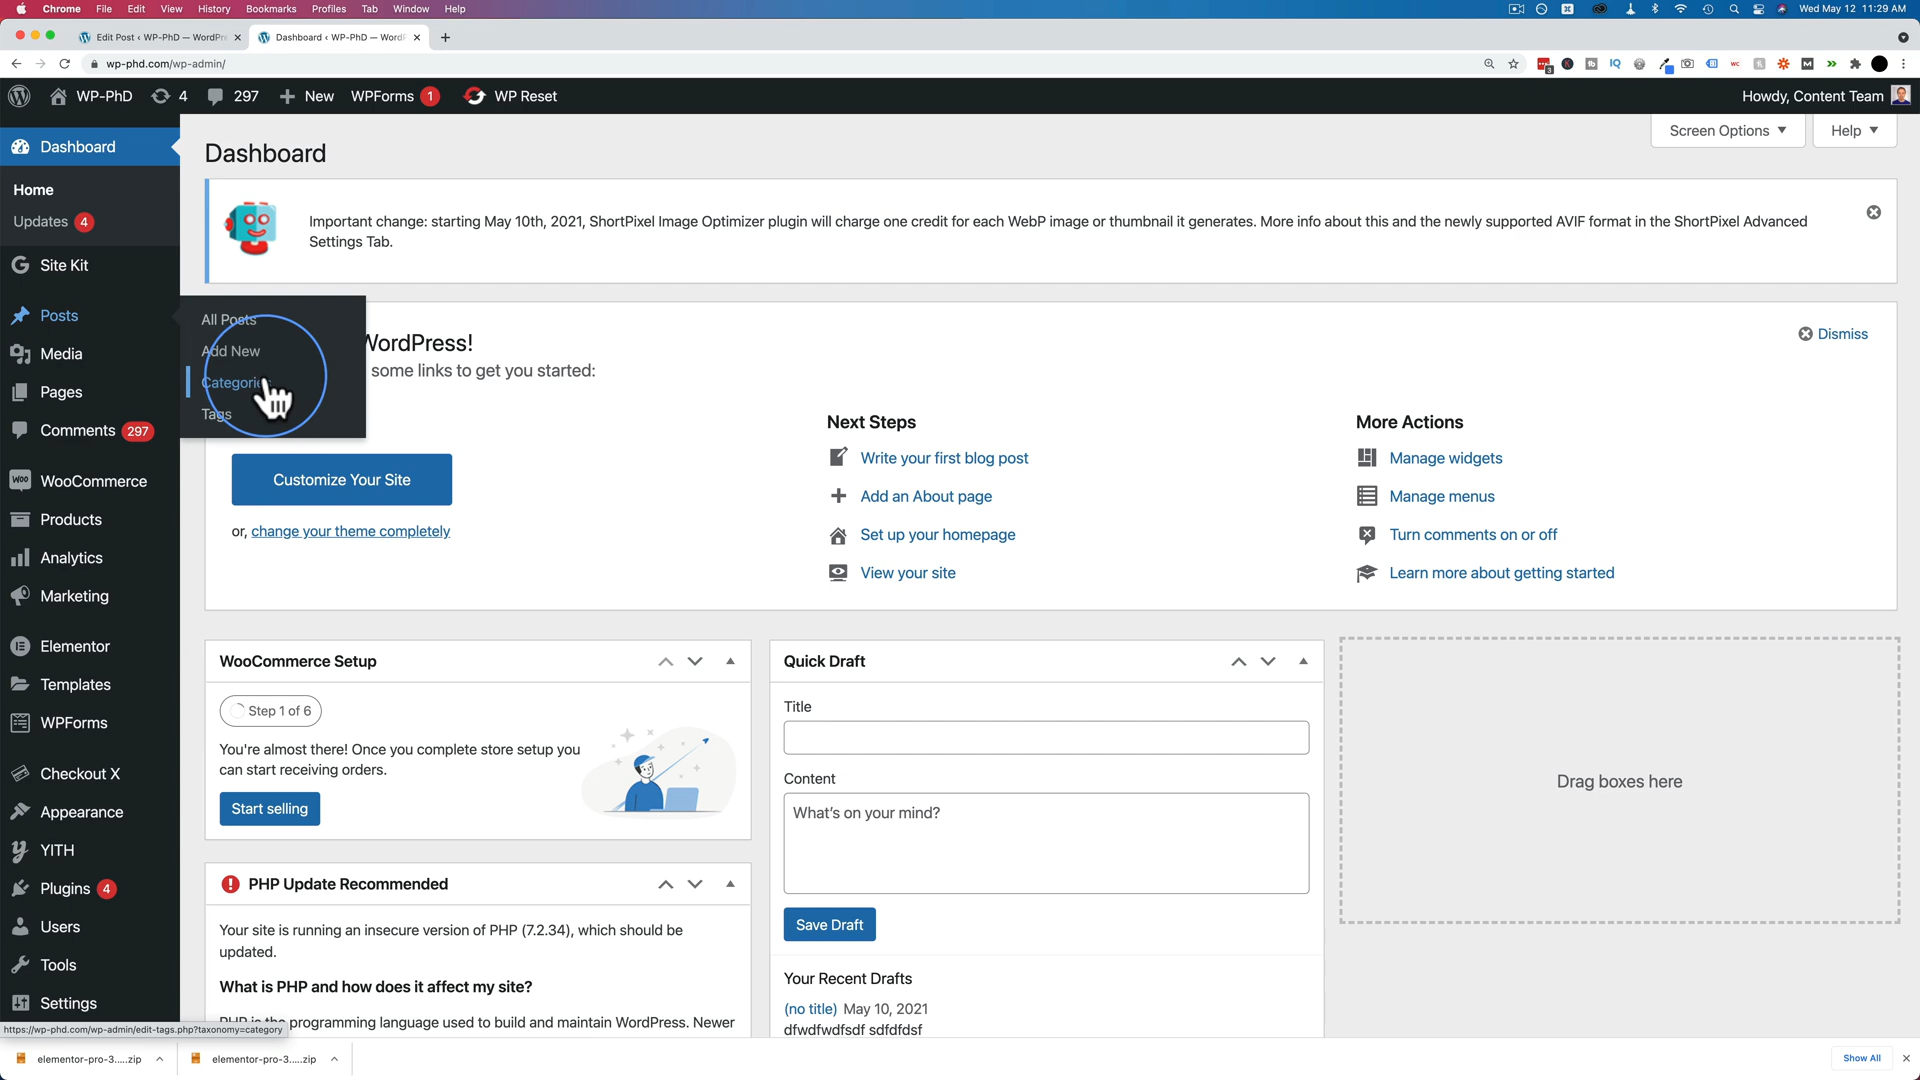 Chrome File Edit View History Bookmarks Profiles Tab Window Help
Wed May 12 11:29 AM
Edit Post ‹ WP-PhD — WordPr
Dashboard ‹ WP-PhD — WordP
wp-phd.com/wp-admin/
WP-PhD 4 297 New WPForms 1 WP Reset
Howdy, Content Team
Screen Options
Help
Dashboard
Home
Updates 4
Site Kit
Posts
Media
Pages
Comments 297
WooCommerce
Products
Analytics
Marketing
Elementor
Templates
WPForms
Checkout X
Appearance
YITH
Plugins 4
Users
Tools
Settings
All Posts
Add New
Categorie
Tags
Dashboard
Important change: starting May 10th, 2021, ShortPixel Image Optimizer plugin will charge one credit for each WebP image or thumbnail it generates. More info about this and the newly supported AVIF format in the ShortPixel Advanced
Settings Tab.
WordPress!
some links to get you started:
Dismiss
Customize Your Site
or, change your theme completely
Next Steps
Write your first blog post
Add an About page
Set up your homepage
View your site
More Actions
Manage widgets
Manage menus
Turn comments on or off
Learn more about getting started
WooCommerce Setup
Step 1 of 6
You're almost there! Once you complete store setup you
can start receiving orders.
Start selling
PHP Update Recommended
Your site is running an insecure version of PHP (7.2.34), which should be
updated.
What is PHP and how does it affect my site?
PHP is the programming language used to build and maintain WordPress. Newer
Quick Draft
Title
Content
What's on your mind?
Save Draft
Your Recent Drafts
(no title) May 10, 2021
dfwdfwdfsdf sdfdfdsf
Drag boxes here
https://wp-phd.com/wp-admin/edit-tags.php?taxonomy=category
elementor-pro-3.....zip
elementor-pro-3.....zip
Show All